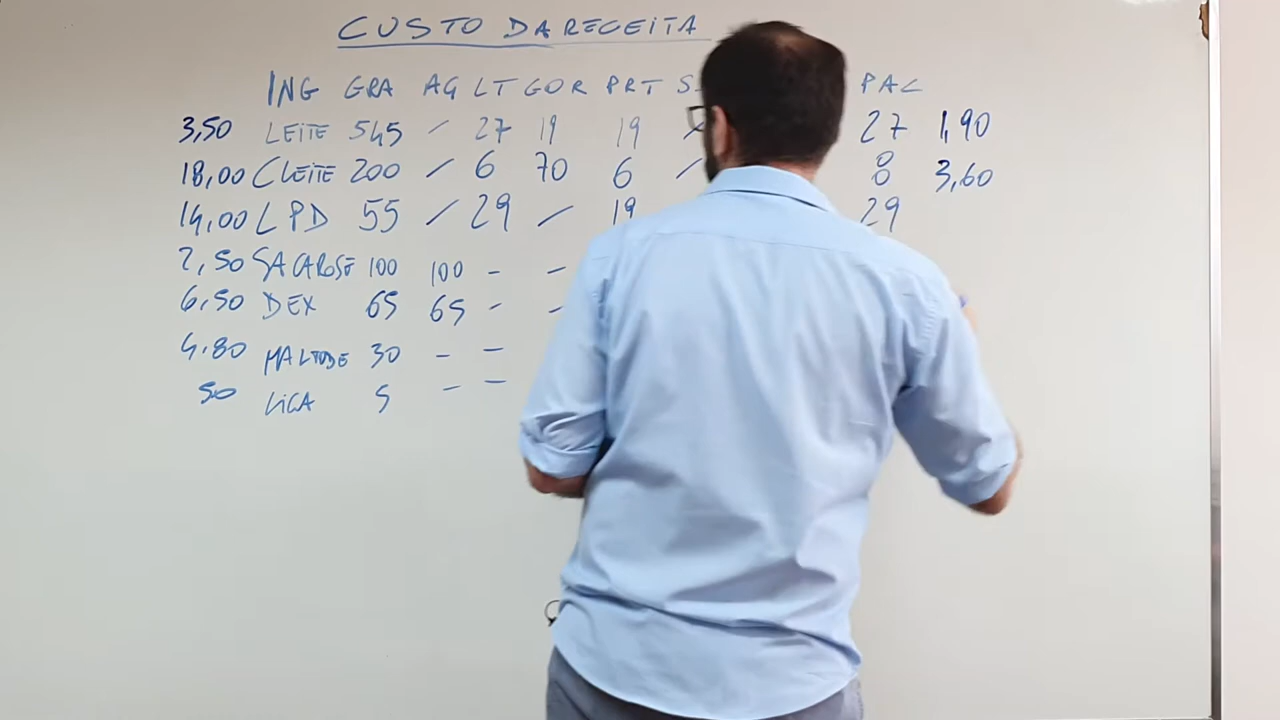 CUSTO DA RECEITA
ING GRA AG LT GOR PRT S PAC
3,50 LEITE 545 / 27 19 19 27 1,90
18,00 C LEITE 200 / 6 70 6 / 8 3,60
14,00 LPD 55 / 29 / 19 29
2,50 SACAROSE 100 100 - -
6,50 DEX 65 65 - -
4.80 MALTODE 30 - -
50 LIGA 5 - -